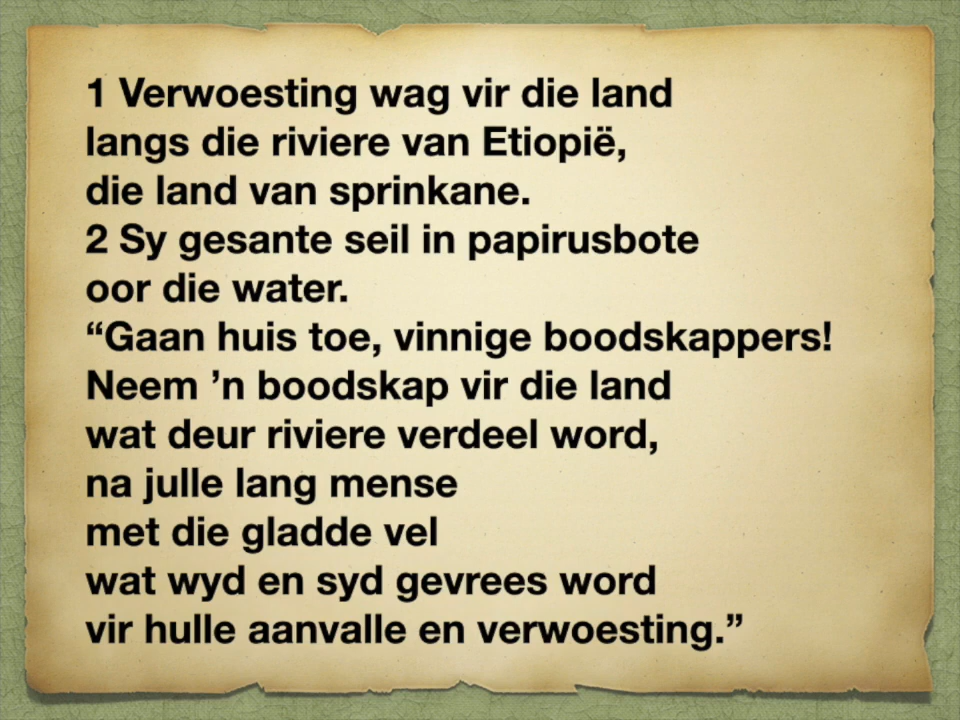 1 Verwoesting wag vir die land
langs die riviere van Etiopië,
die land van sprinkane.
2 Sy gesante seil in papirusbote
oor die water.
“Gaan huis toe, vinnige boodskappers!
Neem ’n boodskap vir die land
wat deur riviere verdeel word,
na julle lang mense
met die gladde vel
wat wyd en syd gevrees word
vir hulle aanvalle en verwoesting.”